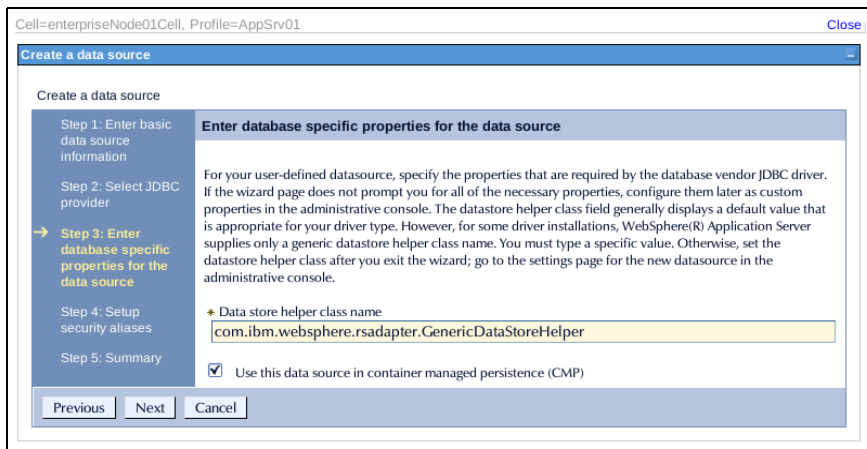 Cell=enterpriseNode01Cell, Profile=AppSrv01
Close
Create a data source
Create a data source
Step 1: Enter basic
data source
information
Step 2: Select JDBC
provider
Step 3: Enter
database specific
properties for the
data source
Step 4: Setup
security aliases
Step 5: Summary
Enter database specific properties for the data source
For your user-defined datasource, specify the properties that are required by the database vendor JDBC driver.
If the wizard page does not prompt you for all of the necessary properties, configure them later as custom
properties in the administrative console. The datastore helper class field generally displays a default value that
is appropriate for your driver type. However, for some driver installations, WebSphere(R) Application Server
supplies only a generic datastore helper class name. You must type a specific value. Otherwise, set the
datastore helper class after you exit the wizard; go to the settings page for the new datasource in the
administrative console.
* Data store helper class name
com.ibm.websphere.rsadapter.GenericDataStoreHelper
Use this data source in container managed persistence (CMP)
Previous Next Cancel